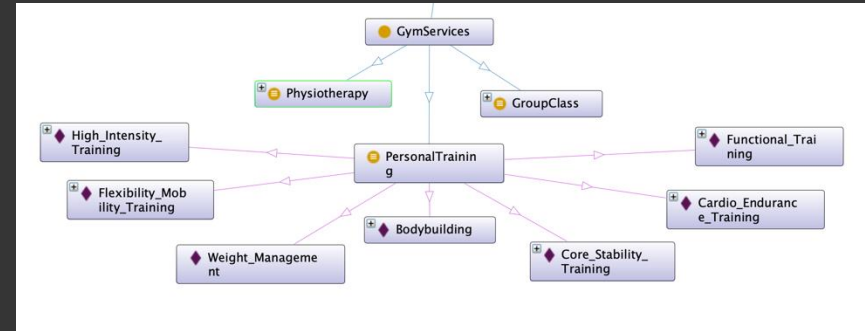 GymServices
Physiotherapy
GroupClass
High_Intensity_
Training
PersonalTrainin
g
Functional_Trai
ning
Flexibility_Mob
ility_Training
Cardio_Enduranc
e_Training
Bodybuilding
Weight_Manageme
nt
Core_Stability_
Training